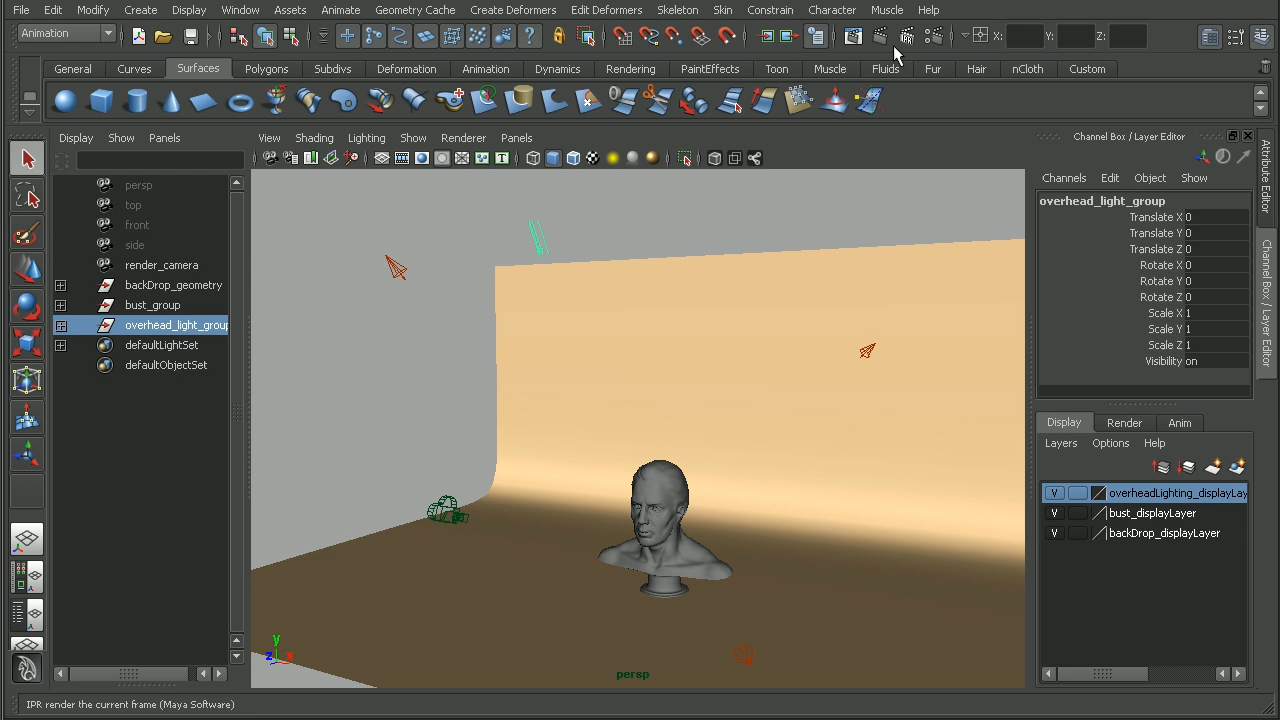 File Edit Modify Create Display Window Assets Animate Geometry Cache Create Deformers Edit Deformers Skeleton Skin Constrain Character Muscle Help
Animation
X:
Y:
Z:
General Curves Surfaces Polygons Subdivs Deformation Animation Dynamics Rendering PaintEffects Toon Muscle Fluids Fur Hair nCloth Custom
Display Show Panels
View Shading Lighting Show Renderer Panels
Channel Box / Layer Editor
persp
top
front
side
render_camera
backDrop_geometry
bust_group
overhead_light_group
defaultLightSet
defaultObjectSet
y
z
x
persp
Channels Edit Object Show
overhead_light_group
Translate X 0
Translate Y 0
Translate Z 0
Rotate X 0
Rotate Y 0
Rotate Z 0
Scale X 1
Scale Y 1
Scale Z 1
Visibility on
Display Render Anim
Layers Options Help
V overheadLighting_displayLay
V bust_displayLayer
V backDrop_displayLayer
Attribute Editor
Channel Box / Layer Editor
IPR render the current frame (Maya Software)